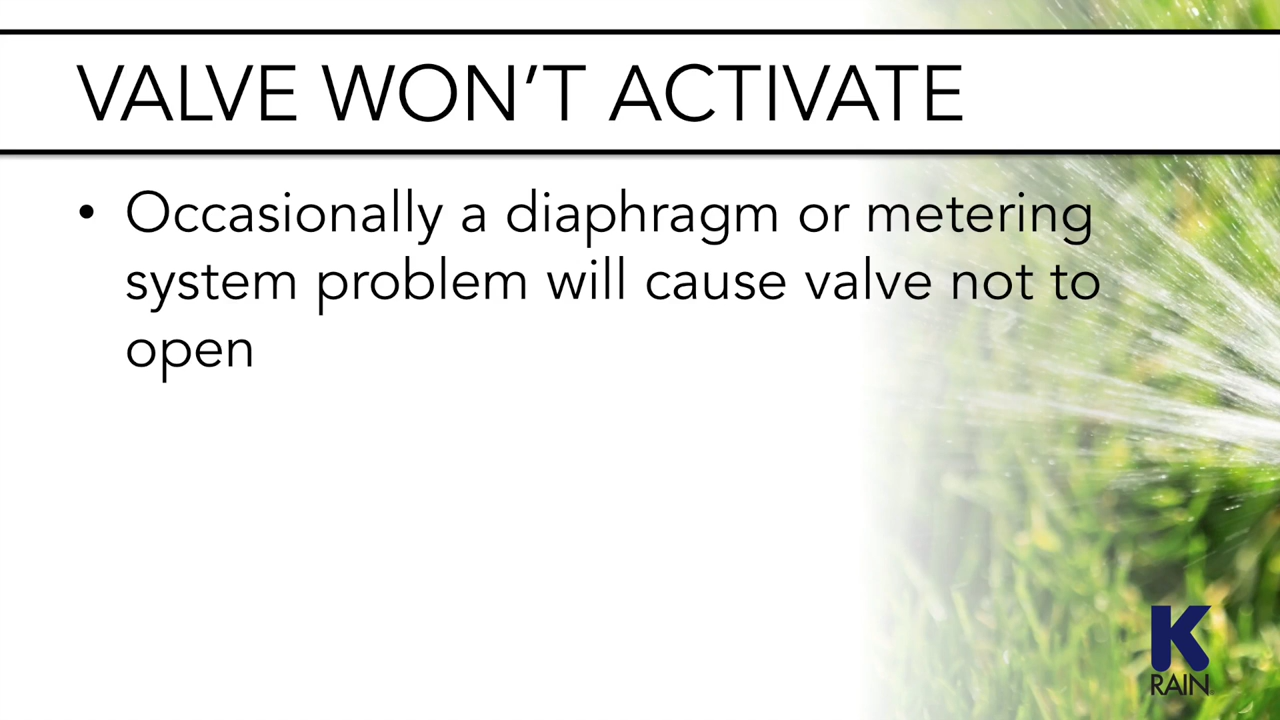 VALVE WON’T ACTIVATE
• Occasionally a diaphragm or metering
system problem will cause valve not to
open
K
RAIN